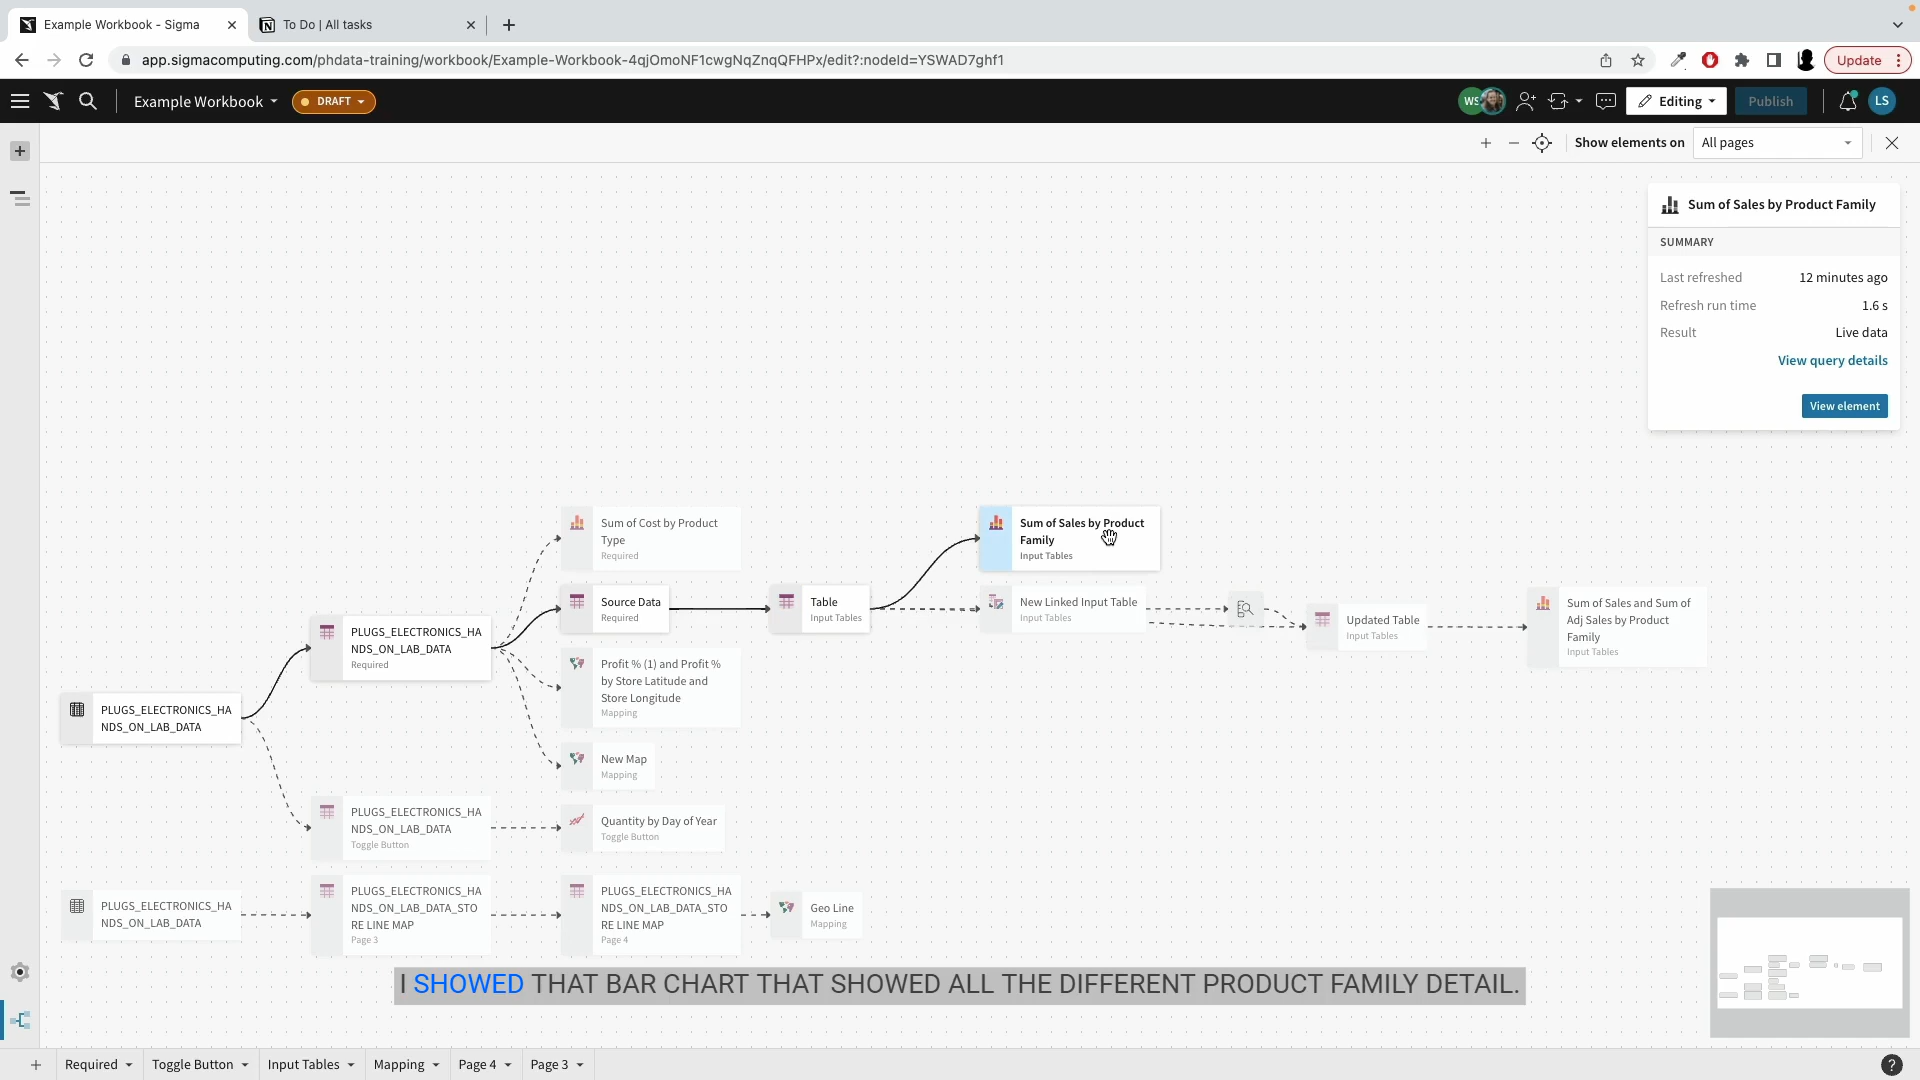 Example Workbook - Sigma
To Do | All tasks
app.sigmacomputing.com/phdata-training/workbook/Example-Workbook-4qjOmoNF1cwgNqZnqQFHPx/edit?:nodeId=YSWAD7ghf1
Update
Example Workbook
DRAFT
WS
Editing
Publish
LS
Show elements on
All pages
Sum of Sales by Product Family
SUMMARY
Last refreshed
12 minutes ago
Refresh run time
1.6 s
Result
Live data
View query details
View element
Sum of Cost by Product
Type
Required
Sum of Sales by Product
Family
Input Tables
Source Data
Required
Table
Input Tables
New Linked Input Table
Input Tables
Updated Table
Input Tables
Sum of Sales and Sum of
Adj Sales by Product
Family
Input Tables
PLUGS_ELECTRONICS_HA
NDS_ON_LAB_DATA
Required
Profit % (1) and Profit %
by Store Latitude and
Store Longitude
Mapping
PLUGS_ELECTRONICS_HA
NDS_ON_LAB_DATA
New Map
Mapping
PLUGS_ELECTRONICS_HA
NDS_ON_LAB_DATA
Toggle Button
Quantity by Day of Year
Toggle Button
PLUGS_ELECTRONICS_HA
NDS_ON_LAB_DATA
PLUGS_ELECTRONICS_HA
NDS_ON_LAB_DATA_STO
RE LINE MAP
Page 3
PLUGS_ELECTRONICS_HA
NDS_ON_LAB_DATA_STO
RE LINE MAP
Page 4
Geo Line
Mapping
I SHOWED THAT BAR CHART THAT SHOWED ALL THE DIFFERENT PRODUCT FAMILY DETAIL.
Required
Toggle Button
Input Tables
Mapping
Page 4
Page 3